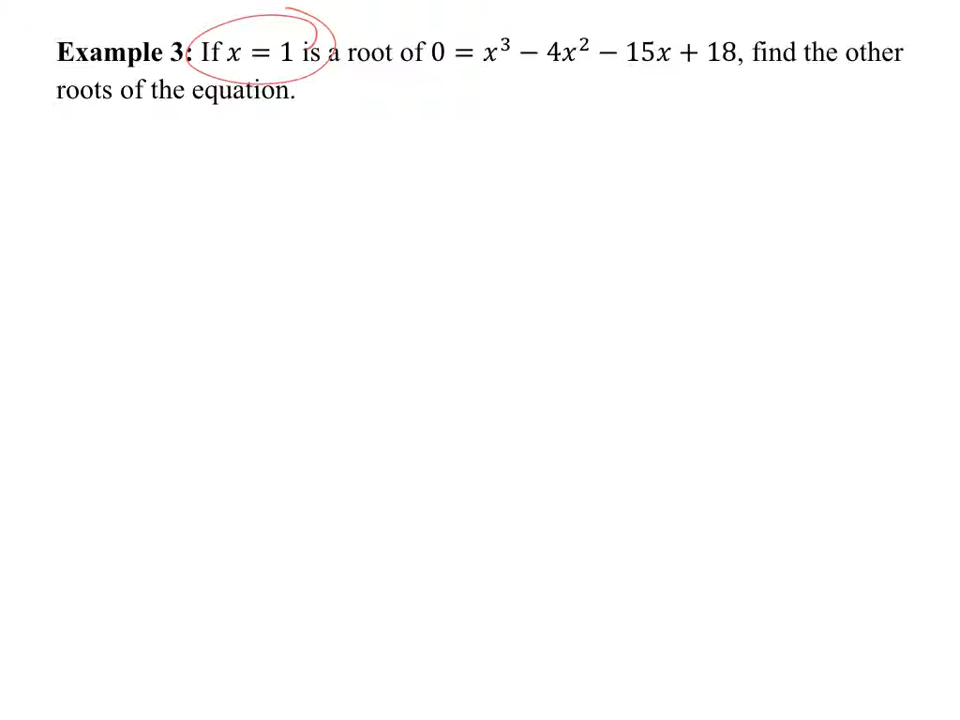 Example 3: If x = 1 is a root of 0 = x³ − 4x² − 15x + 18, find the other
roots of the equation.